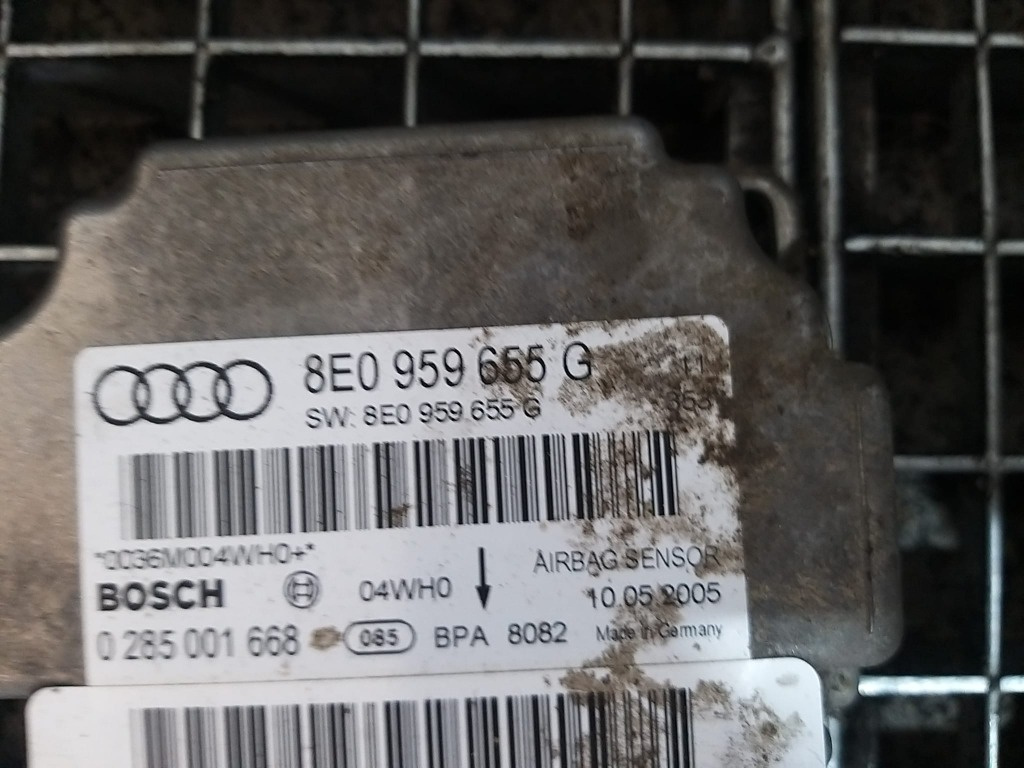 8E0 959 655 G 11
SW: 8E0 959 655 G
*0036M004WH0+*
AIRBAG SENSOR
BOSCH 04WH0 10.05.2005
0 285 001 668 085 BPA 8082 Made in Germany